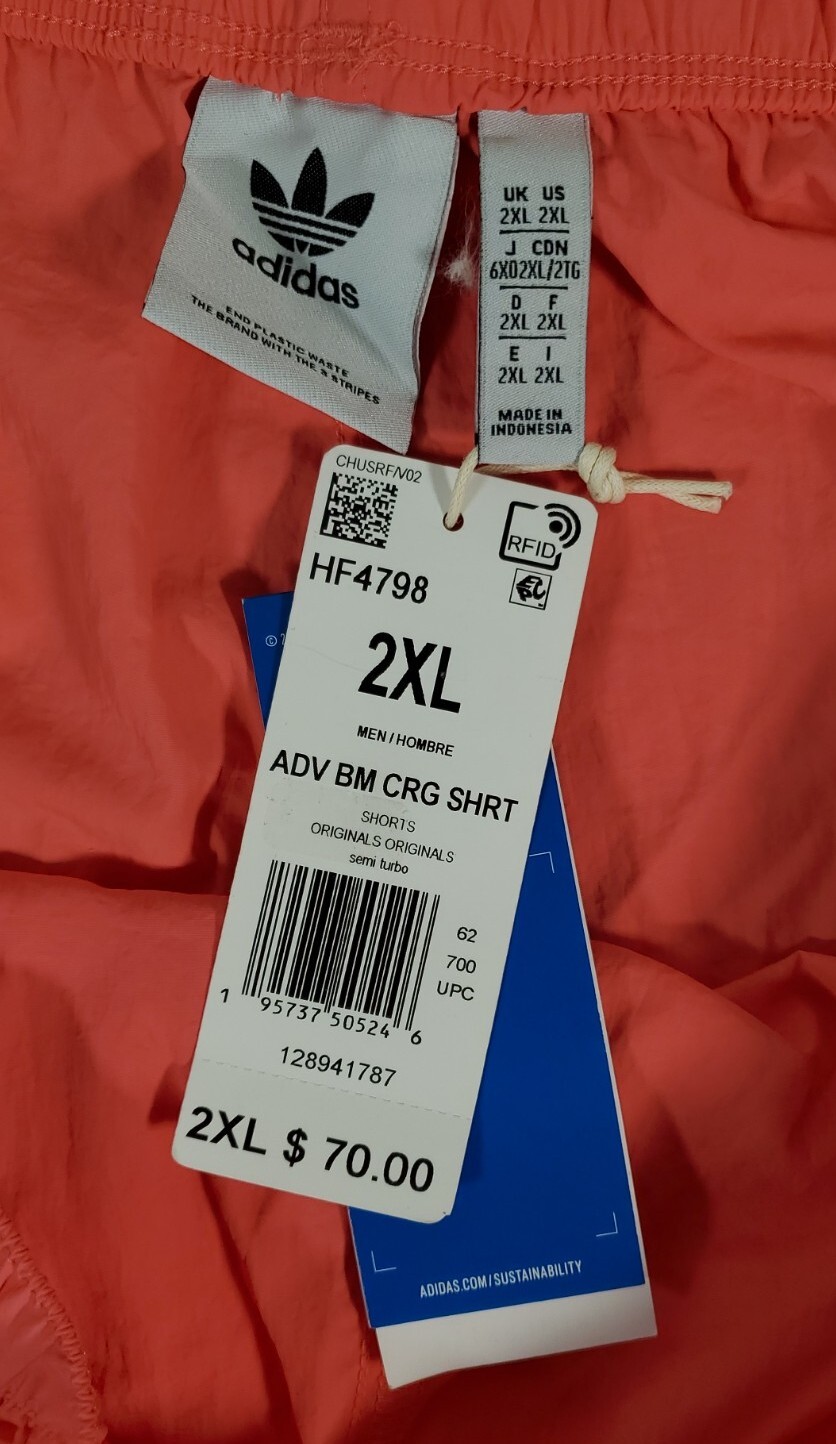 adidas
END PLASTIC WASTE
THE BRAND WITH THE 3 STRIPES
UK US
2XL 2XL
J CDN
6XO2XL/2TG
D F
2XL 2XL
E I
2XL 2XL
MADE IN
INDONESIA
CHUSRF/V02
RFID
HF4798
2XL
MEN / HOMBRE
ADV BM CRG SHRT
SHORTS
ORIGINALS ORIGINALS
semi turbo
62
700
UPC
1 95737 50524 6
128941787
2XL $ 70.00
©
ADIDAS.COM/SUSTAINABILITY